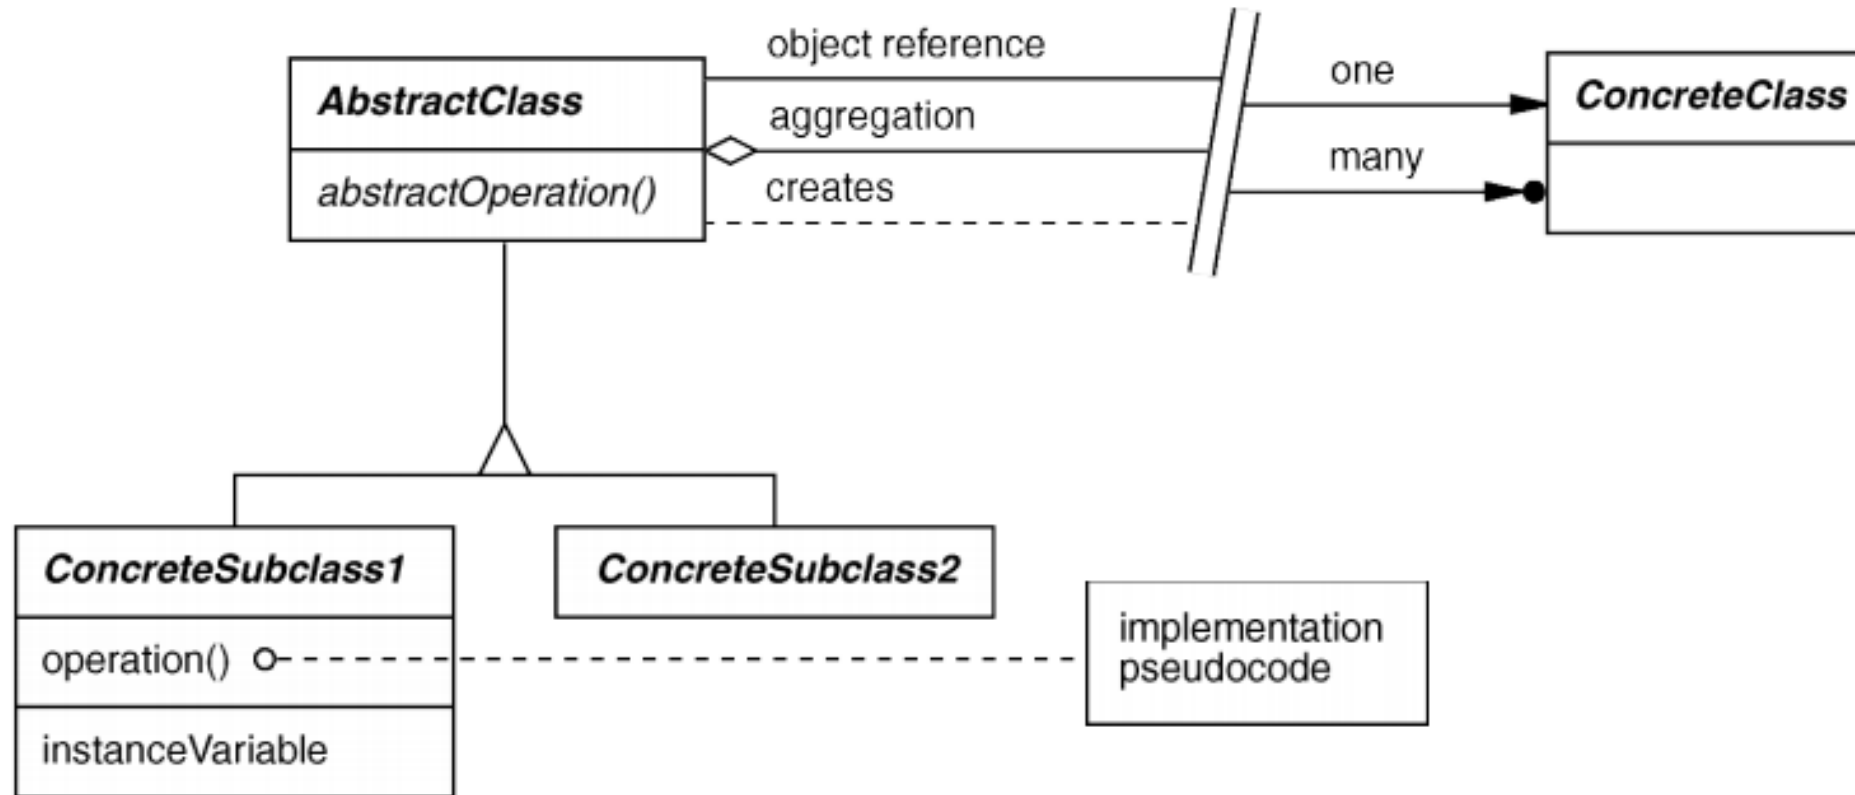 object reference
one
AbstractClass
ConcreteClass
aggregation
many
abstractOperation()
creates
ConcreteSubclass1
ConcreteSubclass2
implementation
pseudocode
operation()
instanceVariable